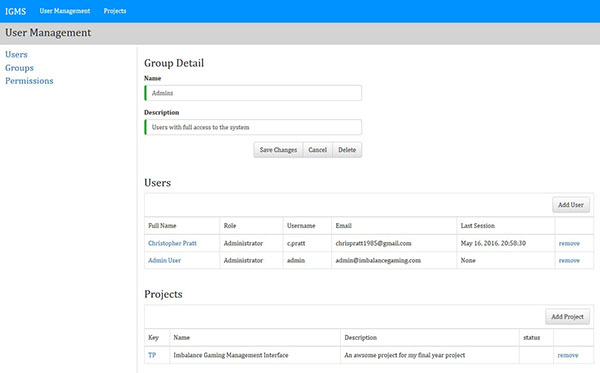 IGMS User Management Projects
User Management
Users
Groups
Permissions
Group Detail
Name
Admins
Description
Users with full access to the system
Save Changes Cancel Delete
Users
Add User
Full Name Role Username Email Last Session
Christopher Pratt Administrator c.pratt chrispratt1985@gmail.com May 16, 2016, 20:58:30 remove
Admin User Administrator admin admin@imbalancegaming.com None remove
Projects
Add Project
Key Name Description status
TP Imbalance Gaming Management Interface An awsome project for my final year project remove